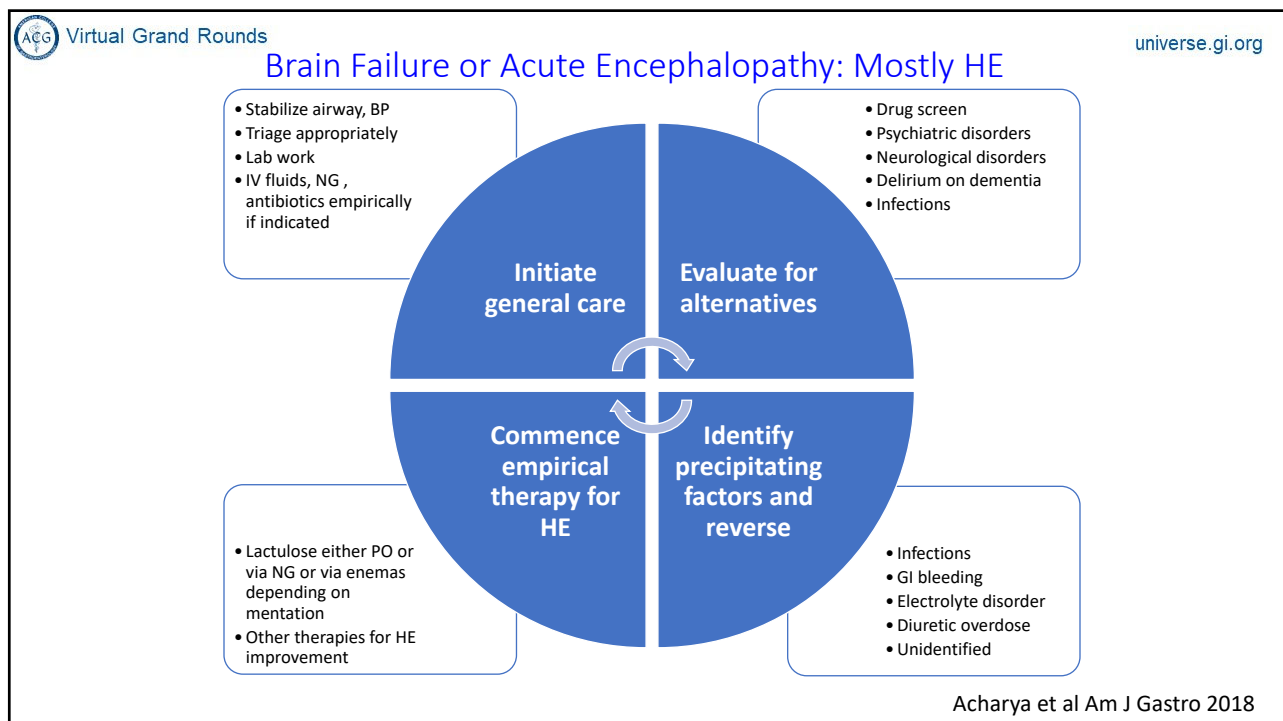 ACG Virtual Grand Rounds
universe.gi.org
Brain Failure or Acute Encephalopathy: Mostly HE
• Stabilize airway, BP
• Triage appropriately
• Lab work
• IV fluids, NG ,
antibiotics empirically
if indicated
• Drug screen
• Psychiatric disorders
• Neurological disorders
• Delirium on dementia
• Infections
Initiate
general care
Evaluate for
alternatives
Commence
empirical
therapy for
HE
Identify
precipitating
factors and
reverse
• Lactulose either PO or
via NG or via enemas
depending on
mentation
• Other therapies for HE
improvement
• Infections
• GI bleeding
• Electrolyte disorder
• Diuretic overdose
• Unidentified
Acharya et al Am J Gastro 2018